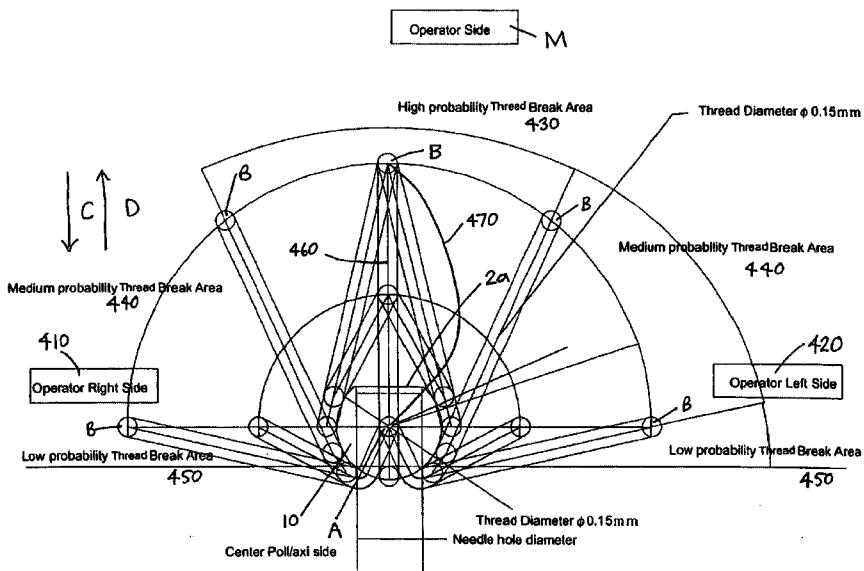 Operator Side
M
High probability Thread Break Area
430
Thread Diameter φ 0.15mm
B
B
B
C
D
470
460
2a
Medium probability Thread Break Area
440
Medium probability Thread Break Area
440
410
Operator Right Side
420
Operator Left Side
B
B
Low probability Thread Break Area
450
Low probability Thread Break Area
450
10
A
Thread Diameter φ0.15mm
Needle hole diameter
Center Poll/axi side